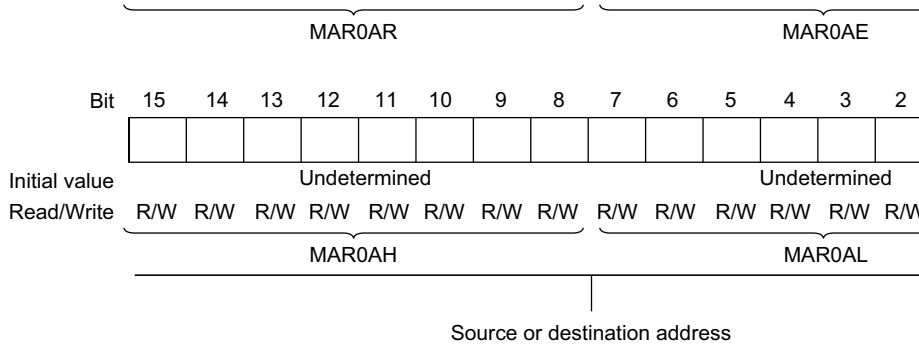 MAR0AR MAR0AE
Bit 15 14 13 12 11 10 9 8 7 6 5 4 3 2
Initial value Undetermined Undetermined
Read/Write R/W R/W R/W R/W R/W R/W R/W R/W R/W R/W R/W R/W R/W R/W
MAR0AH MAR0AL
Source or destination address